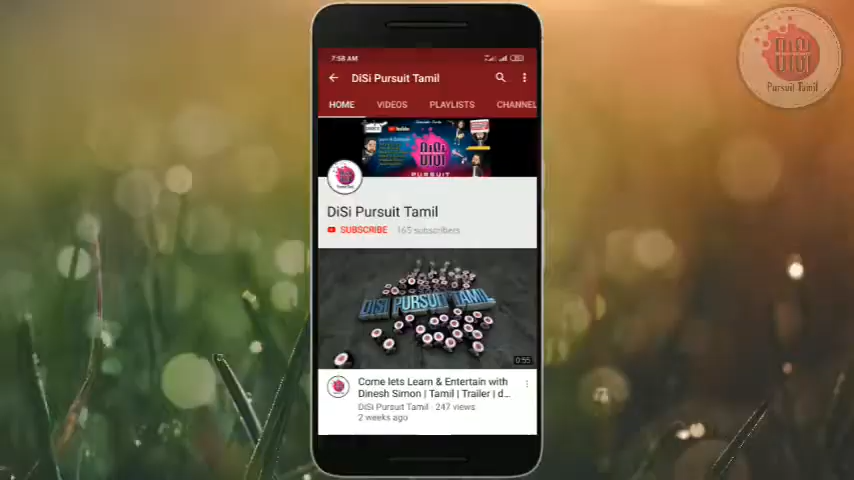 DiSi
Pursuit Tamil
7:58 AM
DiSi Pursuit Tamil
HOME VIDEOS PLAYLISTS CHANNEL
YouTube
PURSUIT
DiSi Pursuit Tamil
SUBSCRIBE 165 subscribers
DISI PURSUIT TAMIL
0:55
Come lets Learn & Entertain with
Dinesh Simon | Tamil | Trailer | d...
DiSi Pursuit Tamil · 247 views
2 weeks ago